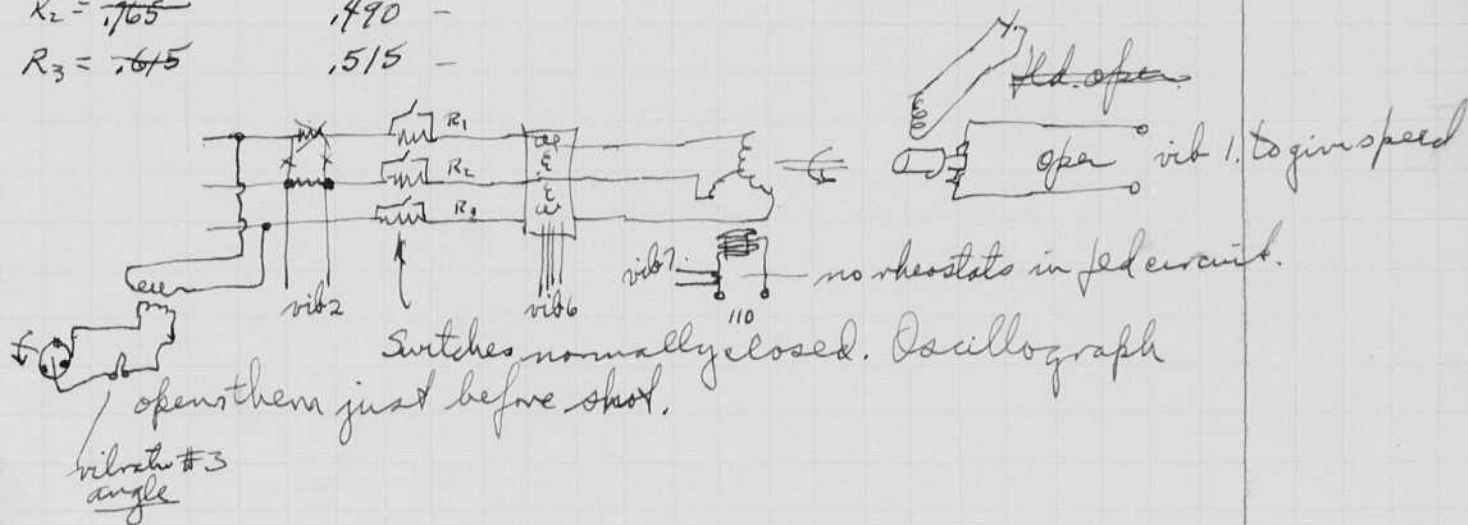 R₂ = .765 .490 -
R₃ = .615 .515 -
fld. open
R₁
R₂
R₃
open vib 1. to give speed
vib 7.
no rheostats in fld circuit.
vib 2
vib 6
110
Switches normally closed. Oscillograph
opens them just before shot.
vibrator #3
angle